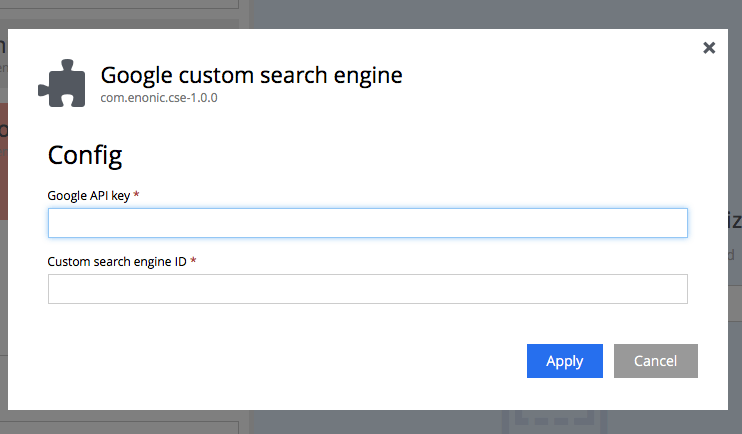 Google custom search engine
com.enonic.cse-1.0.0
Config
Google API key *
Custom search engine ID *
Apply
Cancel